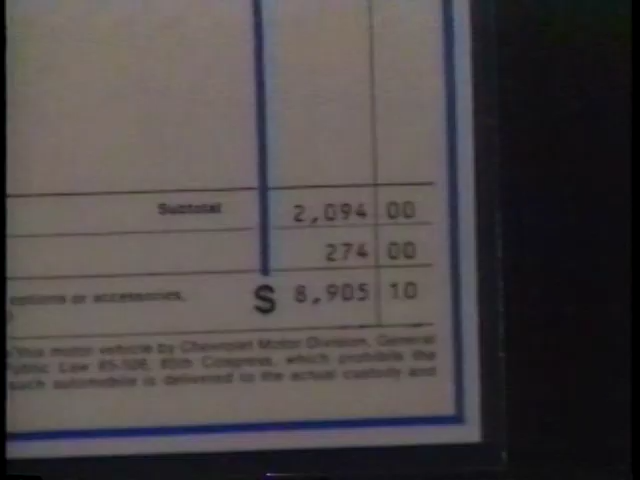 Subtotal 2,094 00
274 00
options or accessories, $ 8,905 10
)
this motor vehicle by Chevrolet Motor Division, General
Public Law 85-506, 85th Congress, which prohibits the
such automobile is delivered to the actual custody and